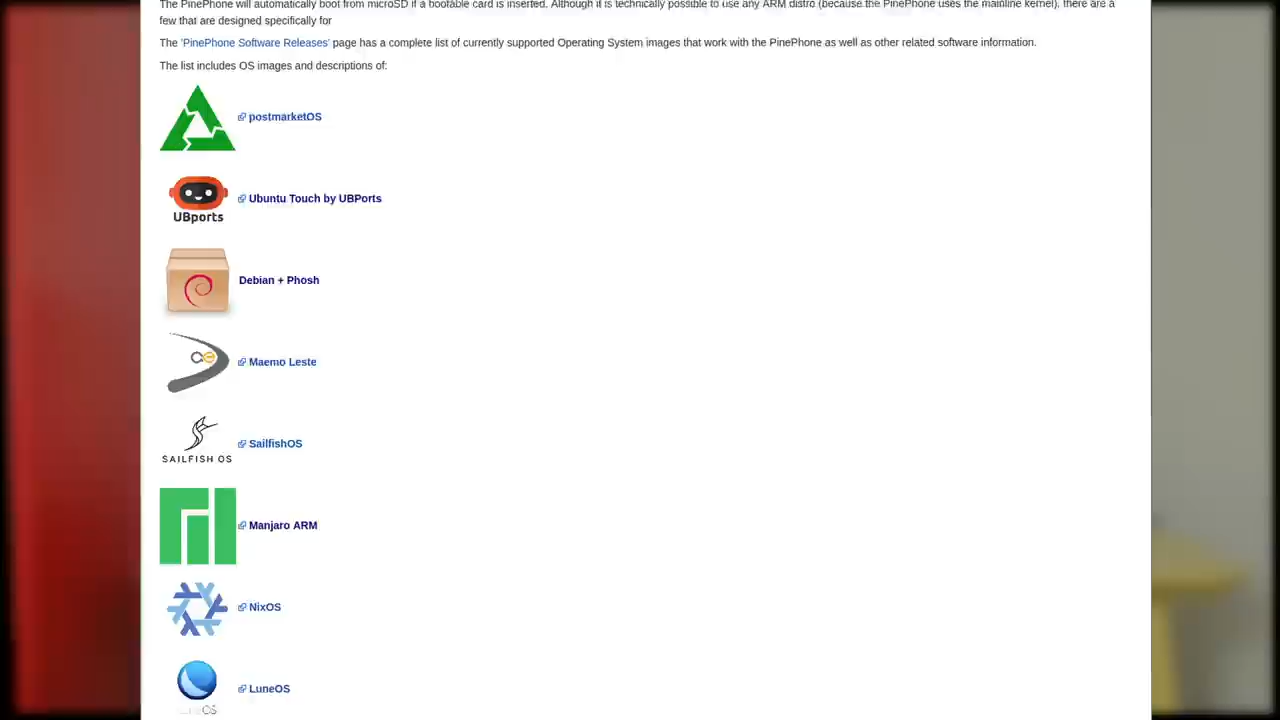 The PinePhone will automatically boot from microSD if a bootable card is inserted. Although it is technically possible to use any ARM distro (because the PinePhone uses the mainline kernel), there are a
few that are designed specifically for
The 'PinePhone Software Releases' page has a complete list of currently supported Operating System images that work with the PinePhone as well as other related software information.
The list includes OS images and descriptions of:
postmarketOS
Ubuntu Touch by UBPorts
UBports
Debian + Phosh
Maemo Leste
SailfishOS
SAILFISH OS
Manjaro ARM
NixOS
LuneOS
OS